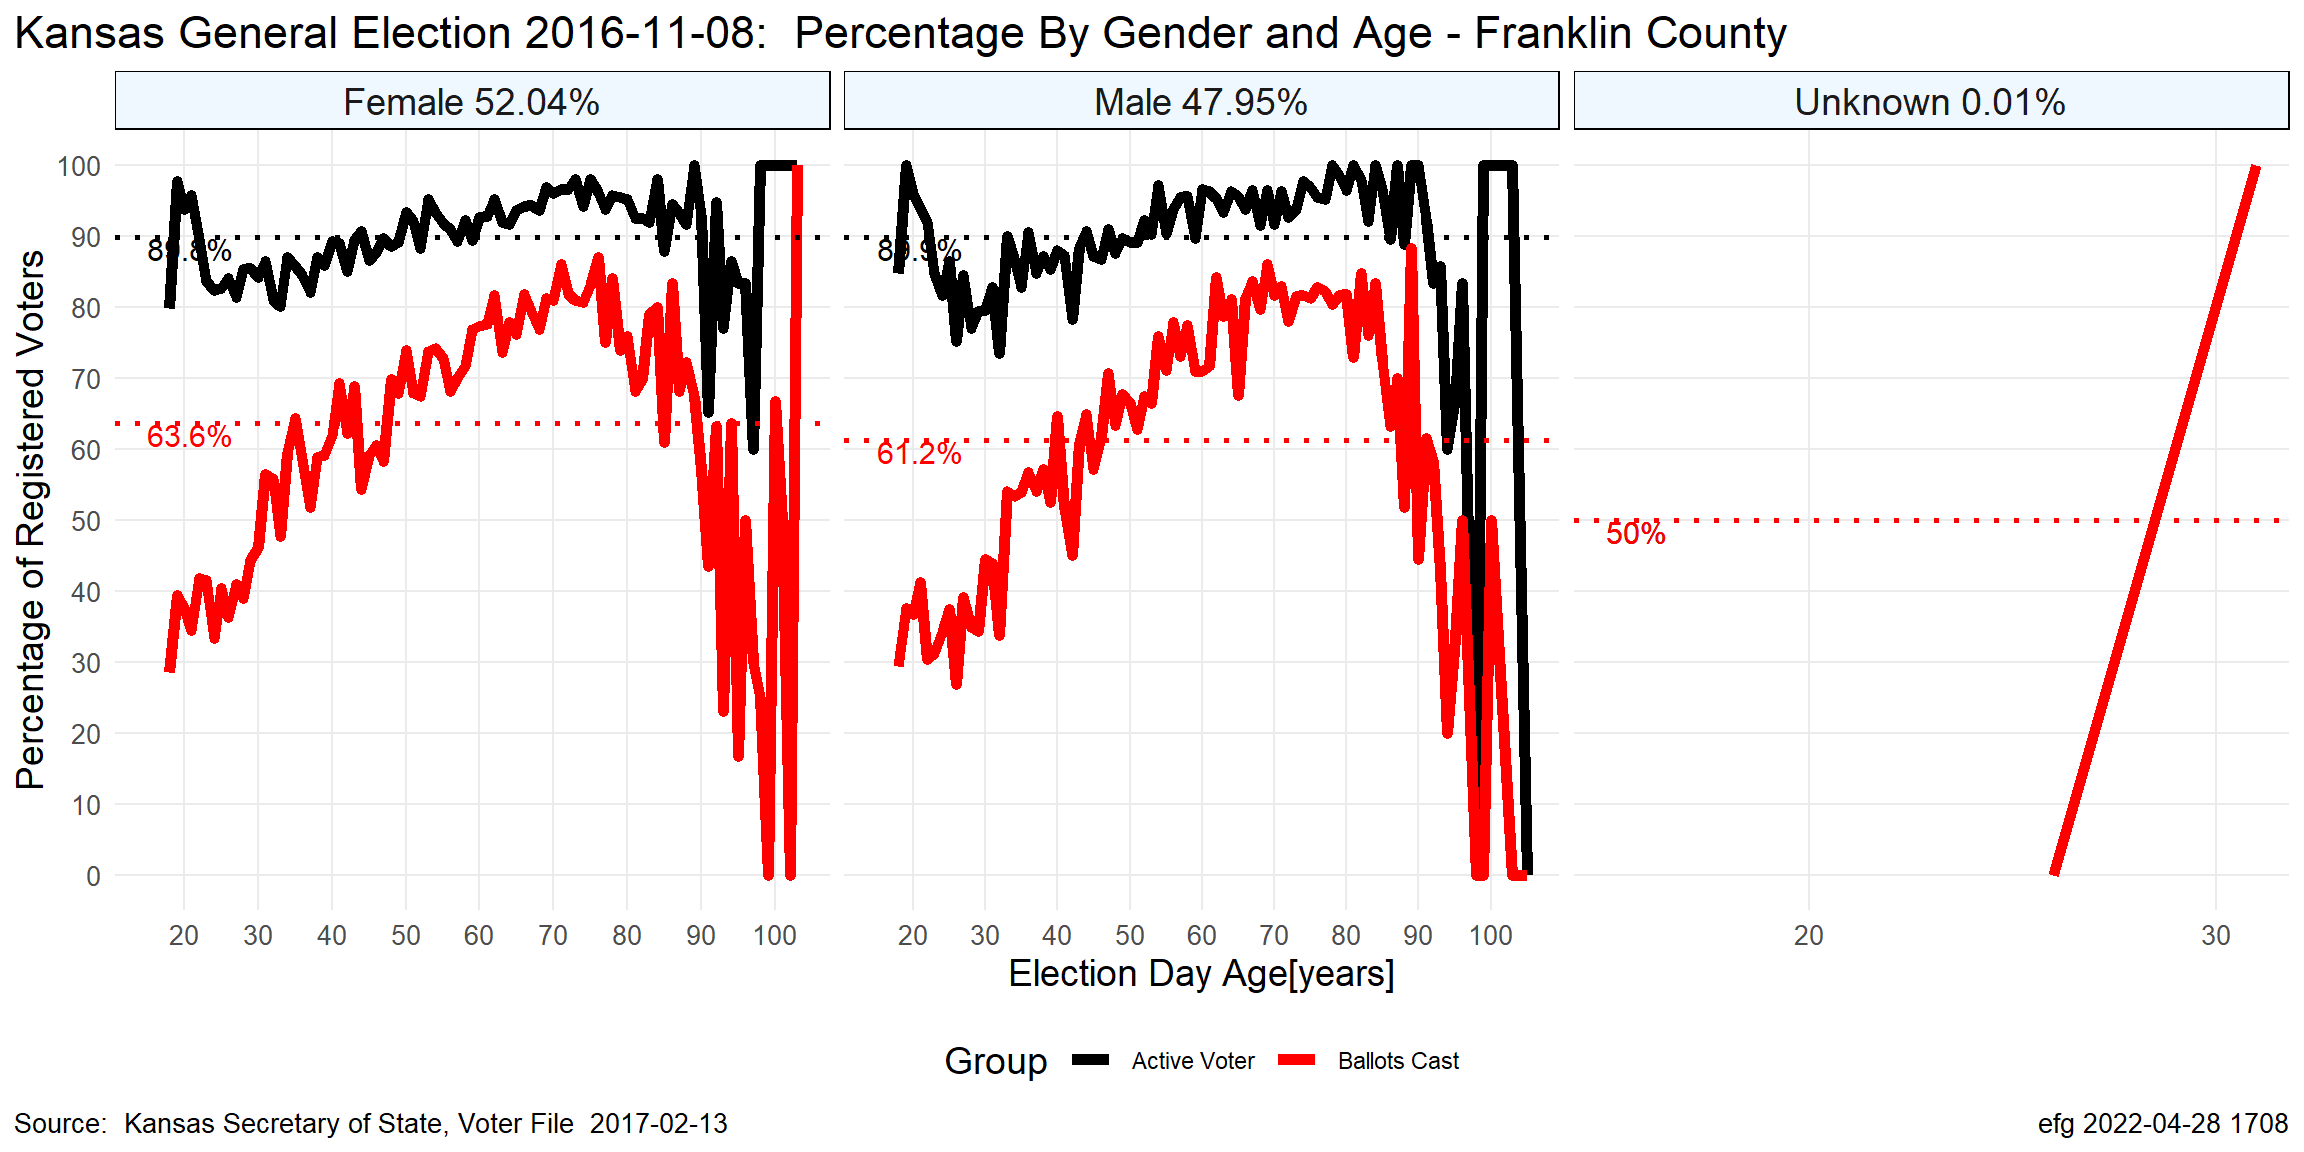 Kansas General Election 2016-11-08:  Percentage By Gender and Age - Franklin County
Female 52.04%
Male 47.95%
Unknown 0.01%
Percentage of Registered Voters
100
90
80
70
60
50
40
30
20
10
0
89.8%
63.6%
89.9%
61.2%
50%
20 30 40 50 60 70 80 90 100
20 30 40 50 60 70 80 90 100
20 30
Election Day Age[years]
Group Active Voter Ballots Cast
Source:  Kansas Secretary of State, Voter File  2017-02-13
efg 2022-04-28 1708